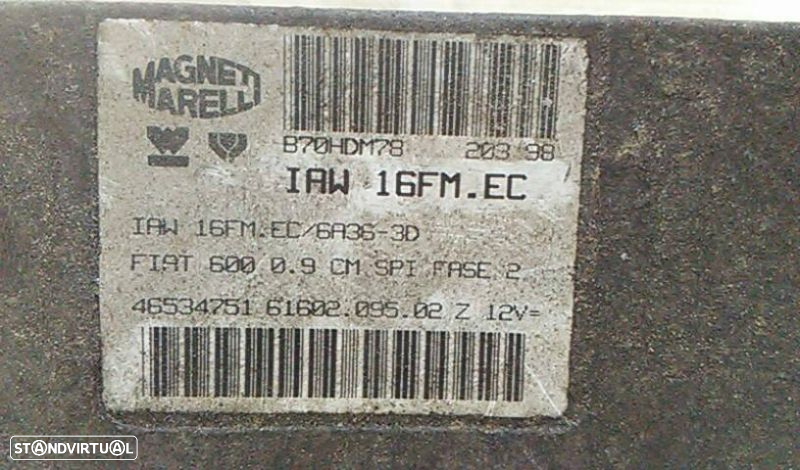 MAGNETI
MARELLI
B70HDM78 203 98
IAW 16FM.EC
IAW 16FM.EC/6A36-3D
FIAT 600 0.9 CM SPI FASE 2
46534751 61602.095.02 Z 12V=
STANDVIRTUAL